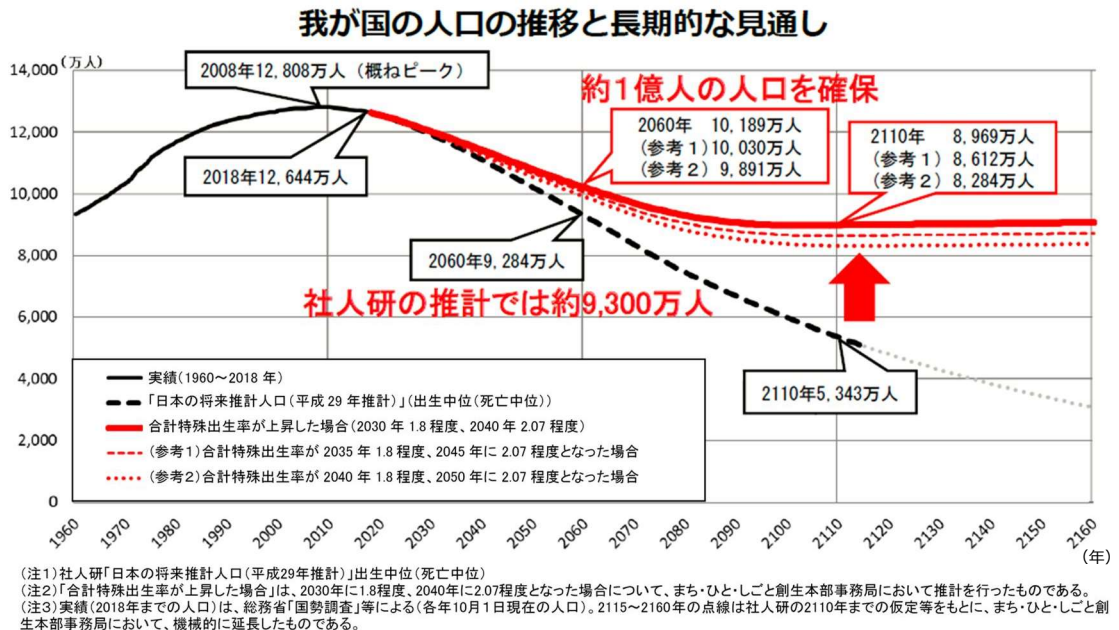 我が国の人口の推移と長期的な見通し
(万人)
14,000
12,000
10,000
8,000
6,000
4,000
2,000
0
2008年12,808万人（概ねピーク）
2018年12,644万人
約1億人の人口を確保
2060年　10,189万人
（参考1）10,030万人
（参考2） 9,891万人
2110年　8,969万人
（参考1）8,612万人
（参考2）8,284万人
2060年9,284万人
社人研の推計では約9,300万人
2110年5,343万人
実績（1960～2018 年）
「日本の将来推計人口（平成 29 年推計）」（出生中位（死亡中位））
合計特殊出生率が上昇した場合（2030 年 1.8 程度、2040 年 2.07 程度）
（参考1）合計特殊出生率が 2035 年 1.8 程度、2045 年に 2.07 程度となった場合
（参考2）合計特殊出生率が 2040 年 1.8 程度、2050 年に 2.07 程度となった場合
1960 1970 1980 1990 2000 2010 2020 2030 2040 2050 2060 2070 2080 2090 2100 2110 2120 2130 2140 2150 2160
（年）
（注1）社人研「日本の将来推計人口（平成29年推計）」出生中位（死亡中位）
（注2）「合計特殊出生率が上昇した場合」は、2030年に1.8程度、2040年に2.07程度となった場合について、まち・ひと・しごと創生本部事務局において推計を行ったものである。
（注3）実績（2018年までの人口）は、総務省「国勢調査」等による（各年10月1日現在の人口）。2115～2160年の点線は社人研の2110年までの仮定等をもとに、まち・ひと・しごと創
生本部事務局において、機械的に延長したものである。